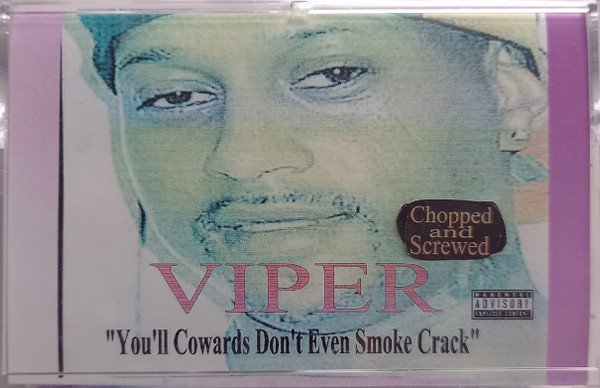 Chopped
and
Screwed
VIPER
PARENTAL
ADVISORY
EXPLICIT CONTENT
"You'll Cowards Don't Even Smoke Crack"